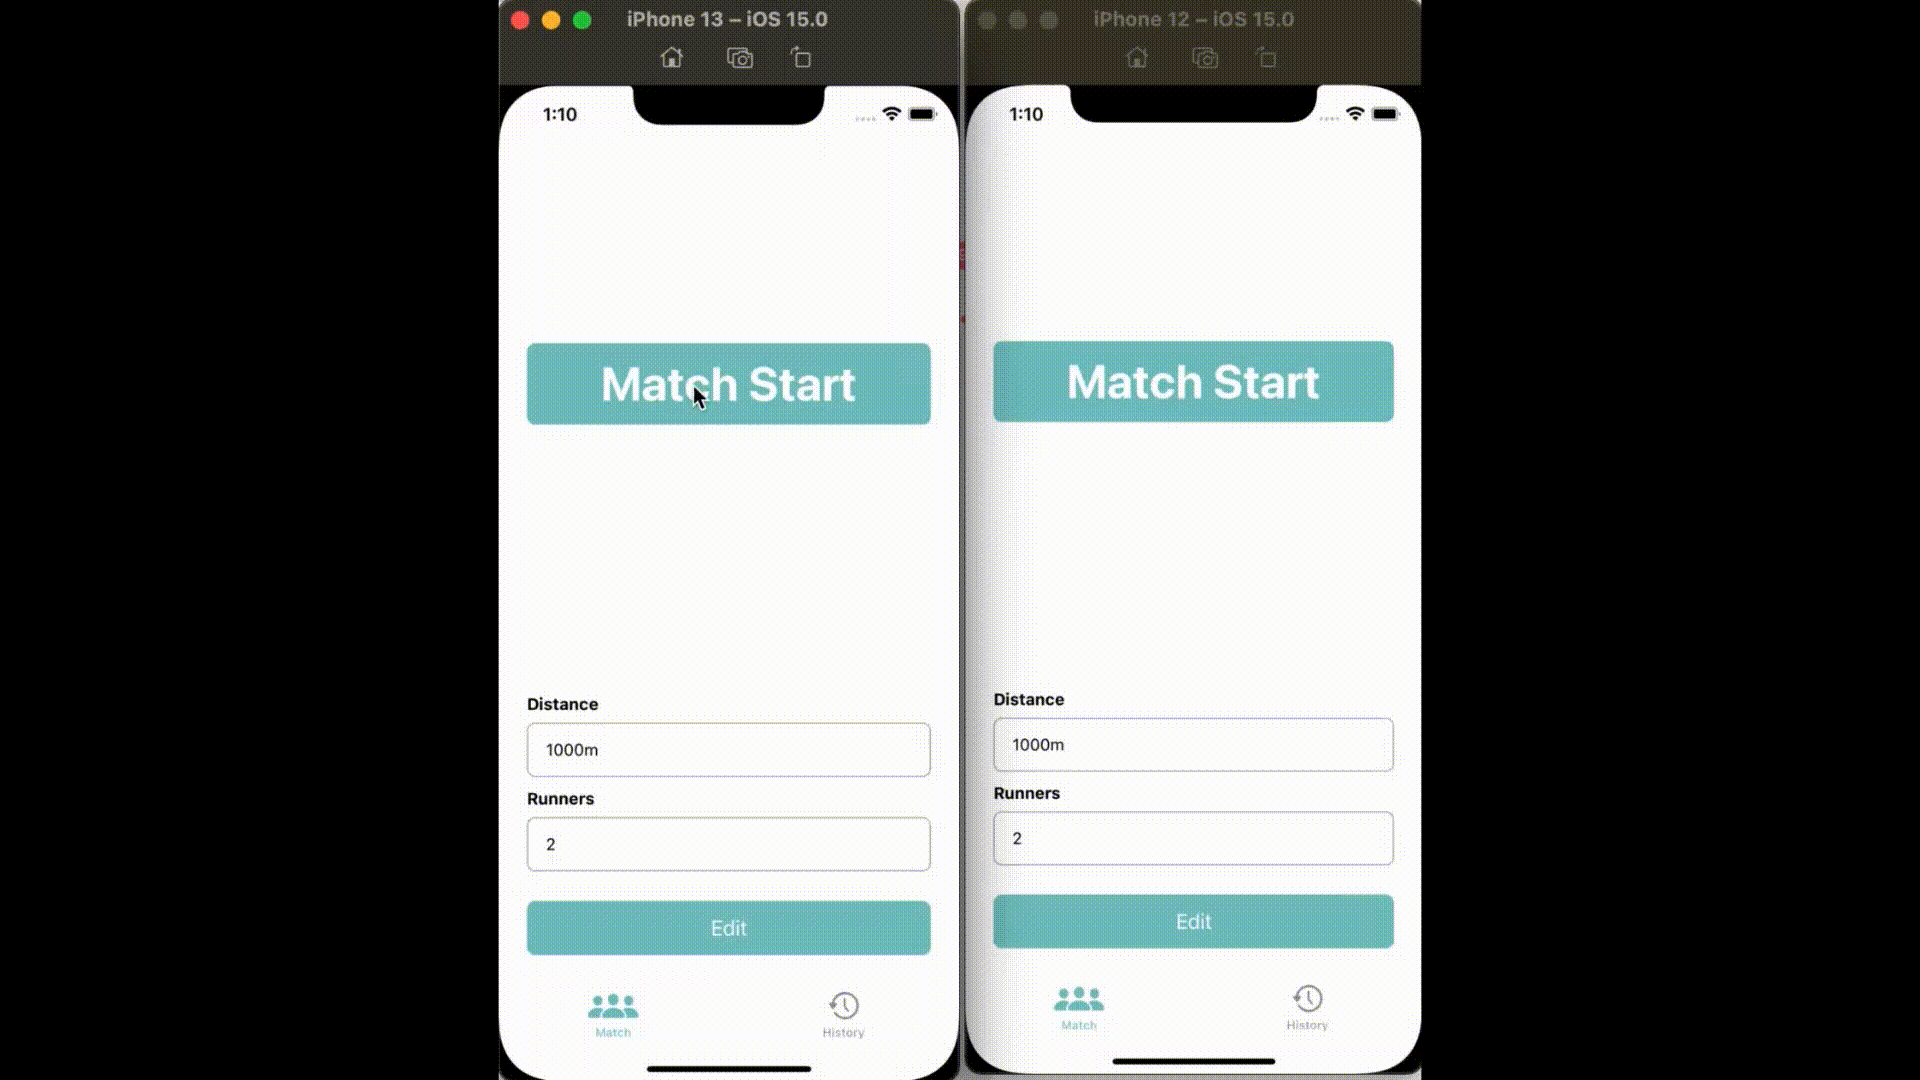 iPhone 13 – iOS 15.0
1:10
Match Start
Distance
1000m
Runners
2
Edit
Match
History
iPhone 12 – iOS 15.0
1:10
Match Start
Distance
1000m
Runners
2
Edit
Match
History